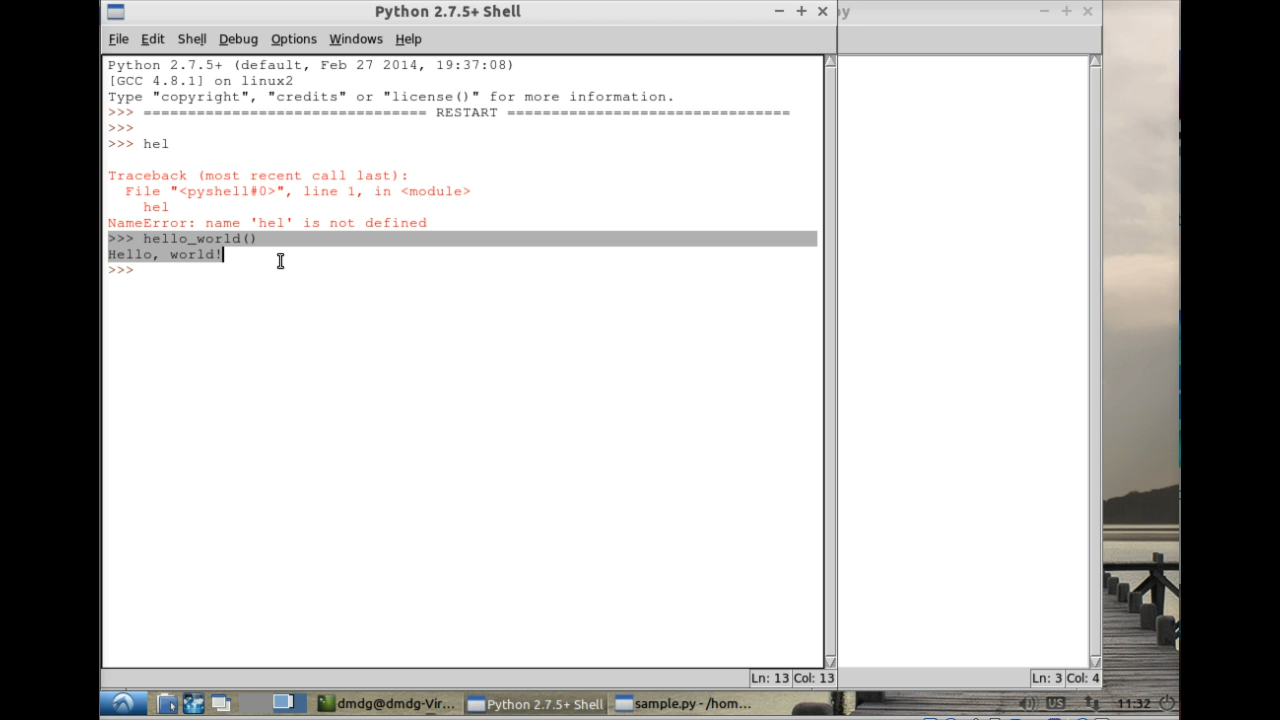 Python 2.7.5+ Shell
py
File Edit Shell Debug Options Windows Help
Python 2.7.5+ (default, Feb 27 2014, 19:37:08)
[GCC 4.8.1] on linux2
Type "copyright", "credits" or "license()" for more information.
>>> ================================ RESTART ================================
>>>
>>> hel
Traceback (most recent call last):
File "<pyshell#0>", line 1, in <module>
hel
NameError: name 'hel' is not defined
>>> hello_world()
Hello, world!
>>>
Ln: 13 Col: 13
Ln: 3 Col: 4
dmdg@dmdg-Vir... Python 2.7.5+ Shell sample.py - /hom... US 11:32